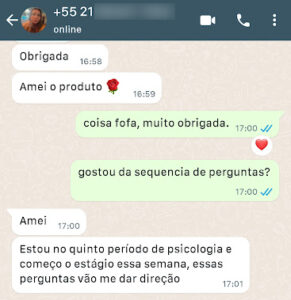 +55 21
online
Obrigada
16:58
Amei o produto 🌹
16:59
coisa fofa, muito obrigada.
17:00
❤️
gostou da sequencia de perguntas?
17:00
Amei
17:00
Estou no quinto período de psicologia e
começo o estágio essa semana, essas
perguntas vão me dar direção
17:01